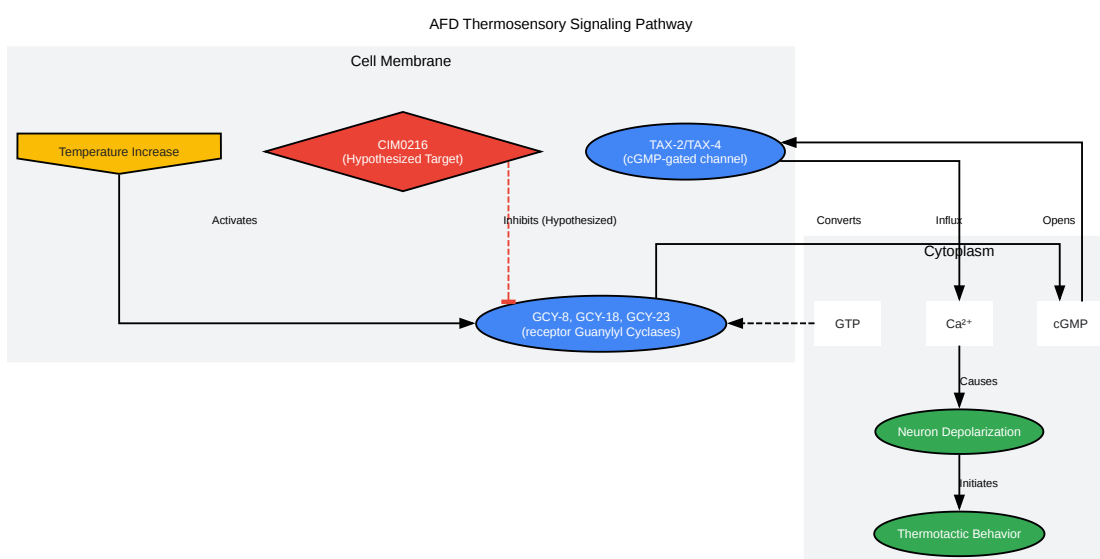 AFD Thermosensory Signaling Pathway
Cell Membrane
Temperature Increase
CIM0216
(Hypothesized Target)
TAX-2/TAX-4
(cGMP-gated channel)
Activates
Inhibits (Hypothesized)
Converts
Influx
Opens
Cytoplasm
GCY-8, GCY-18, GCY-23
(receptor Guanylyl Cyclases)
GTP
Ca²⁺
cGMP
Causes
Neuron Depolarization
Initiates
Thermotactic Behavior